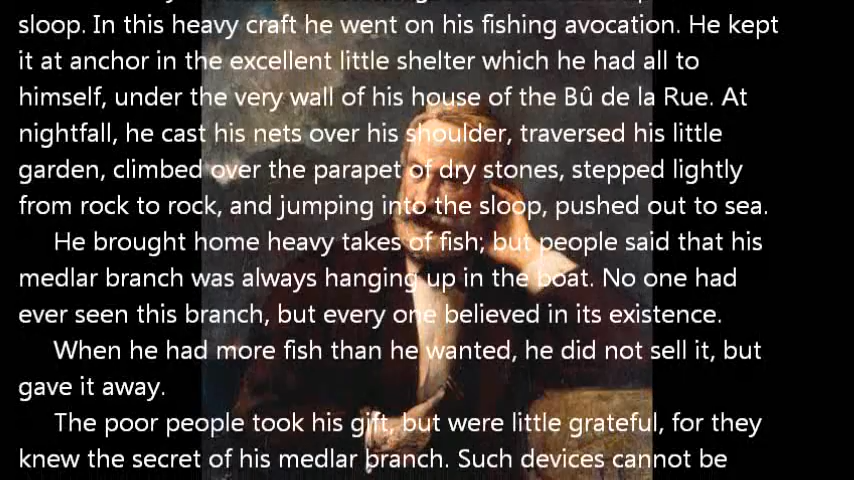 sloop. In this heavy craft he went on his fishing avocation. He kept
it at anchor in the excellent little shelter which he had all to
himself, under the very wall of his house of the Bû de la Rue. At
nightfall, he cast his nets over his shoulder, traversed his little
garden, climbed over the parapet of dry stones, stepped lightly
from rock to rock, and jumping into the sloop, pushed out to sea.
He brought home heavy takes of fish; but people said that his
medlar branch was always hanging up in the boat. No one had
ever seen this branch, but every one believed in its existence.
When he had more fish than he wanted, he did not sell it, but
gave it away.
The poor people took his gift, but were little grateful, for they
knew the secret of his medlar branch. Such devices cannot be